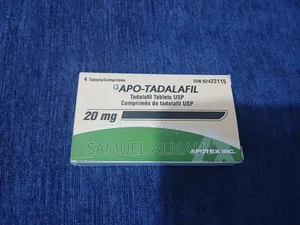 4 Tablets/Comprimés
DIN 02422115
APO-TADALAFIL
Tadalafil Tablets USP
Comprimés de tadalafil USP
20 mg
SAMUEL ALMAH
APOTEX INC.